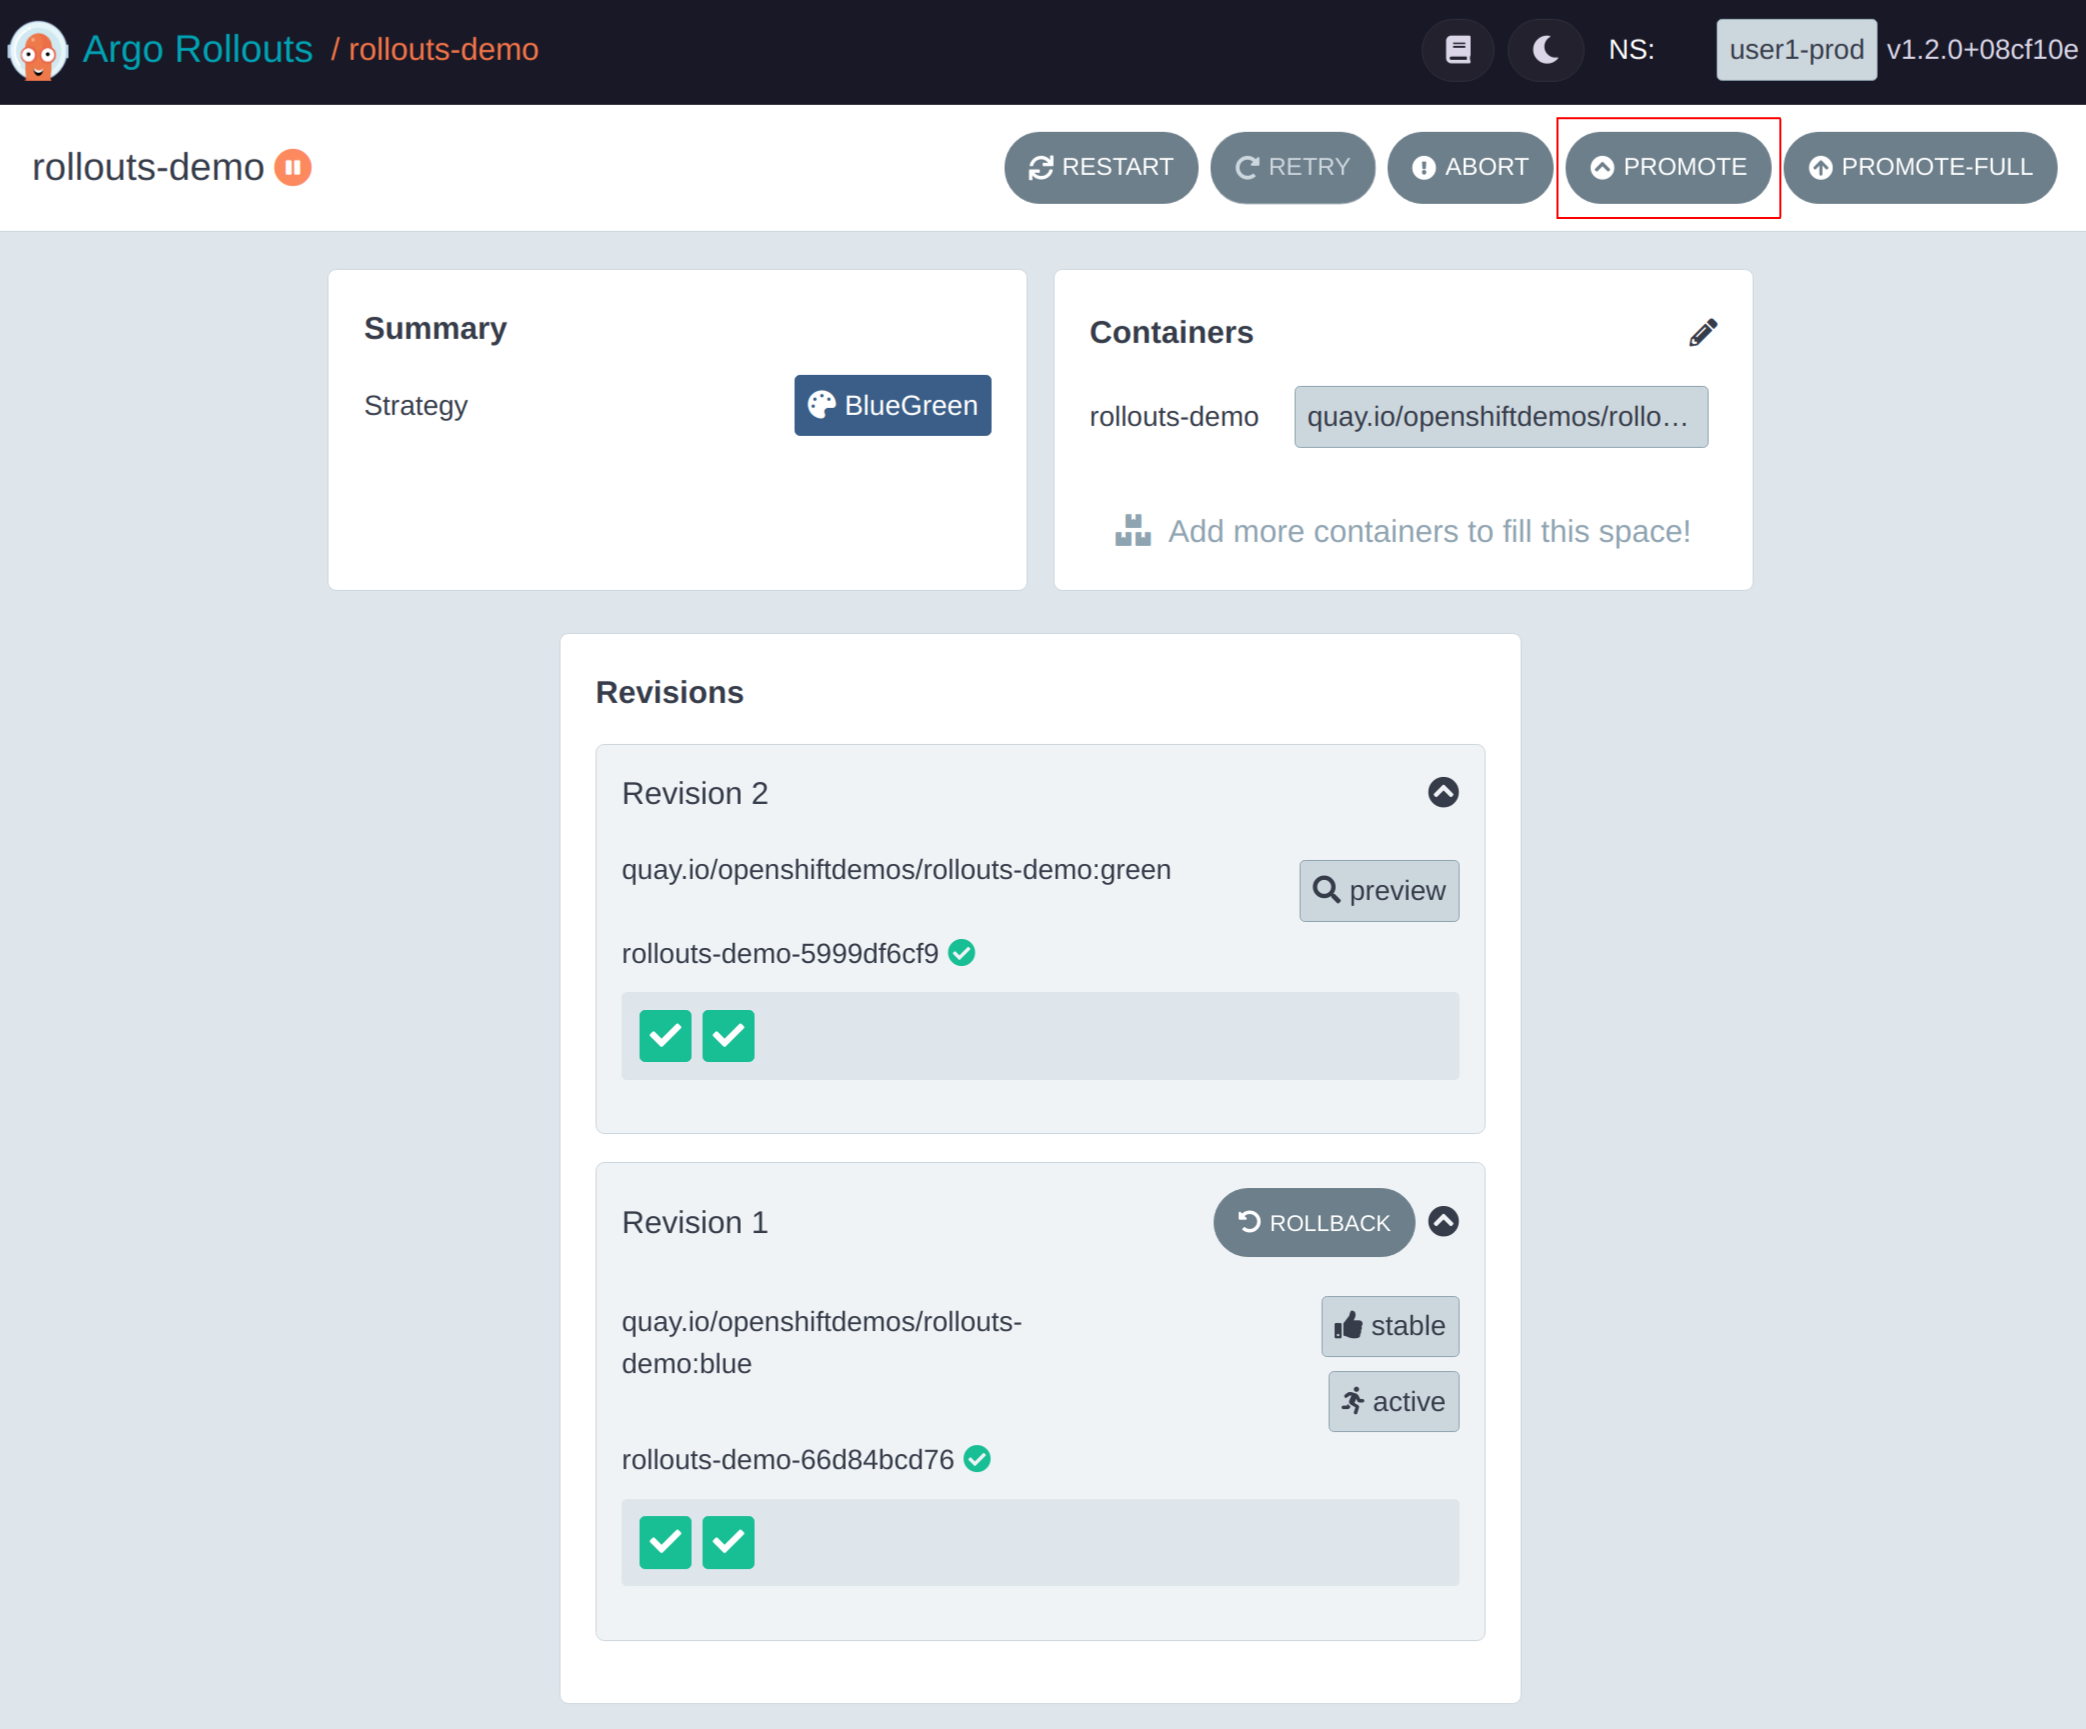 Argo Rollouts / rollouts-demo NS: user1-prod v1.2.0+08cf10e
rollouts-demo RESTART RETRY ABORT PROMOTE PROMOTE-FULL
Summary
Strategy BlueGreen
Containers
rollouts-demo quay.io/openshiftdemos/rollo...
Add more containers to fill this space!
Revisions
Revision 2
quay.io/openshiftdemos/rollouts-demo:green
preview
rollouts-demo-5999df6cf9
Revision 1 ROLLBACK
quay.io/openshiftdemos/rollouts-
demo:blue
stable
active
rollouts-demo-66d84bcd76